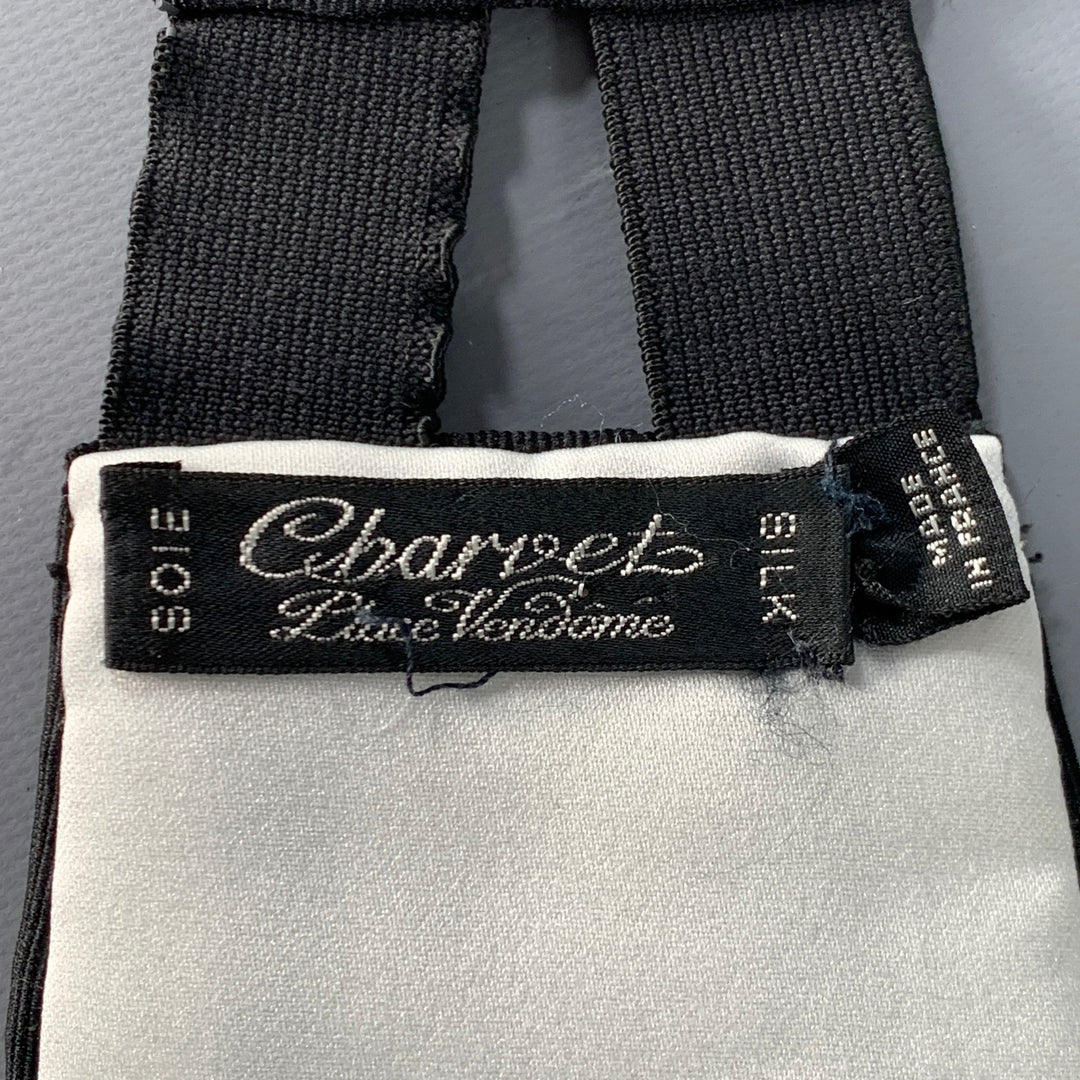 SOIE
Charvet
Place Vendôme
SILK
MADE
IN FRANCE